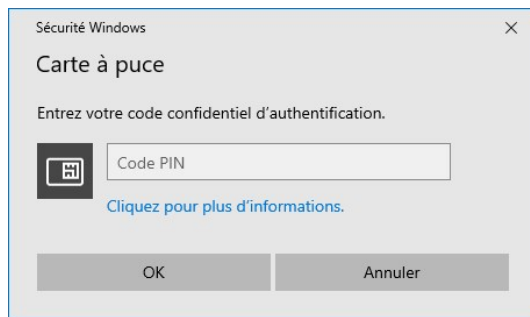 Sécurité Windows
Carte à puce
Entrez votre code confidentiel d'authentification.
Code PIN
Cliquez pour plus d'informations.
OK
Annuler